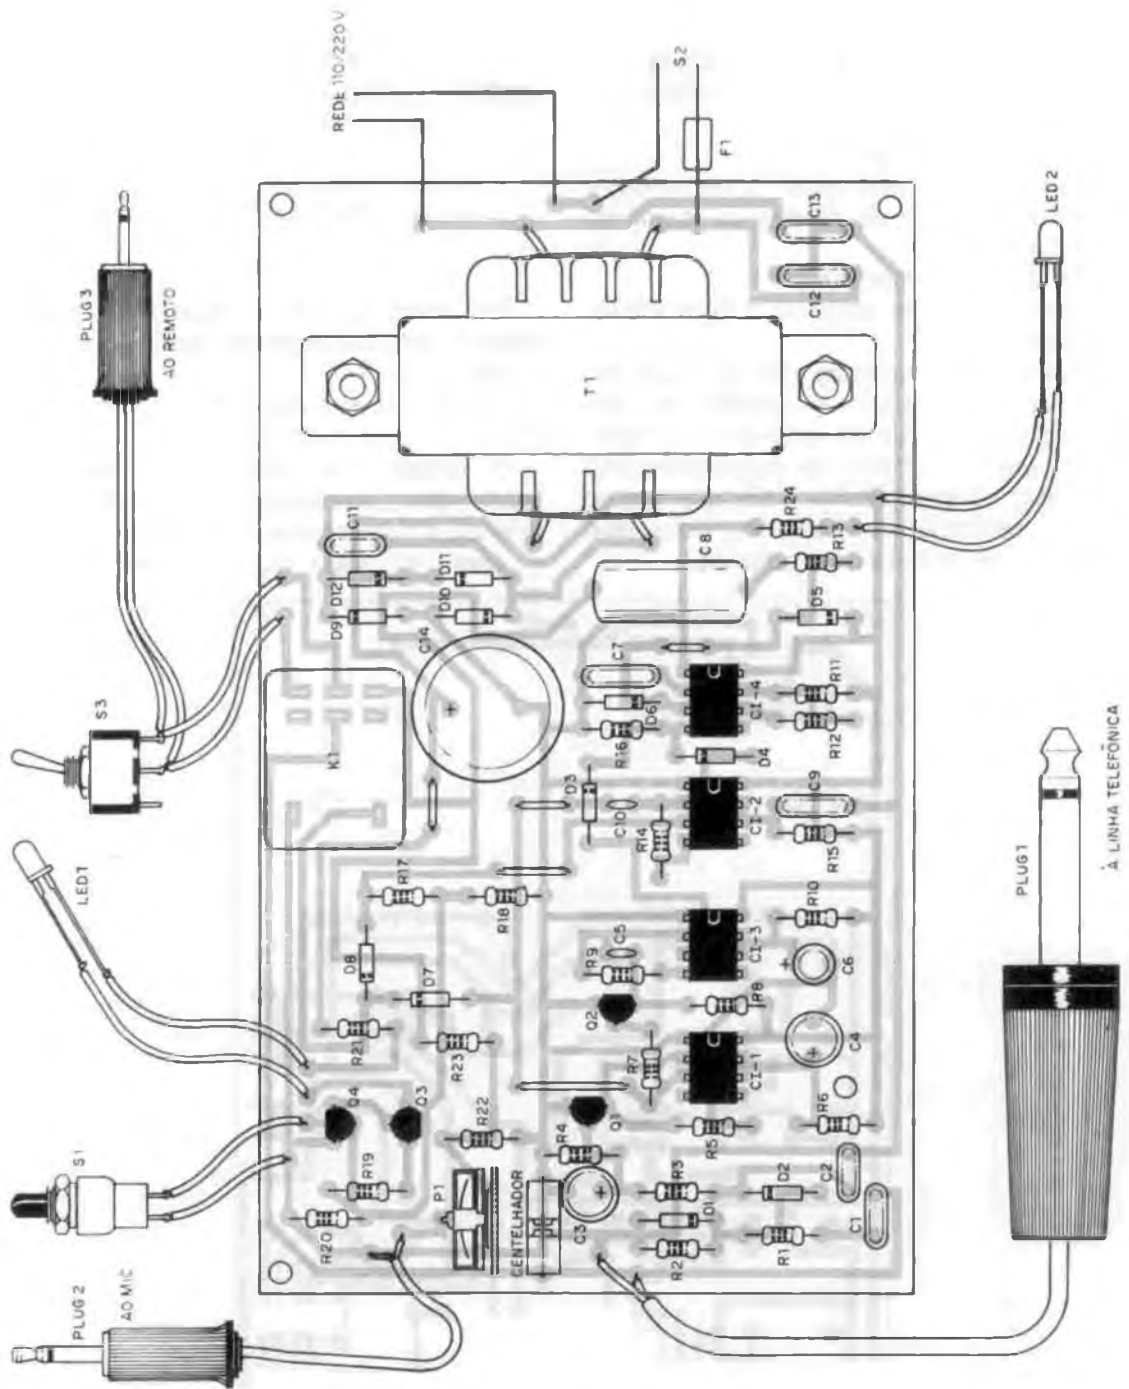 REDE 110/220V
S2
F1
PLUG 3
AO REMOTO
C13
C12
LED2
T1
C11
R24
R13
D12
D11
D9
D10
C8
D5
S3
K1
C14
+
C7
D6
R16
CI-4
R11
R12
D4
D3
C10
CI-2
C9
R14
R15
LED1
R17
R18
R10
CI-3
C5
R9
D8
D7
Q2
R8
C6
+
R21
R23
R7
CI-1
C4
+
Q4
Q3
Q1
R22
R4
R5
R6
S1
R19
R20
P1
CENTELHADOR
C3
+
R3
D1
R2
D2
R1
C2
C1
PLUG 2
AO MIC
PLUG1
À LINHA TELEFÔNICA